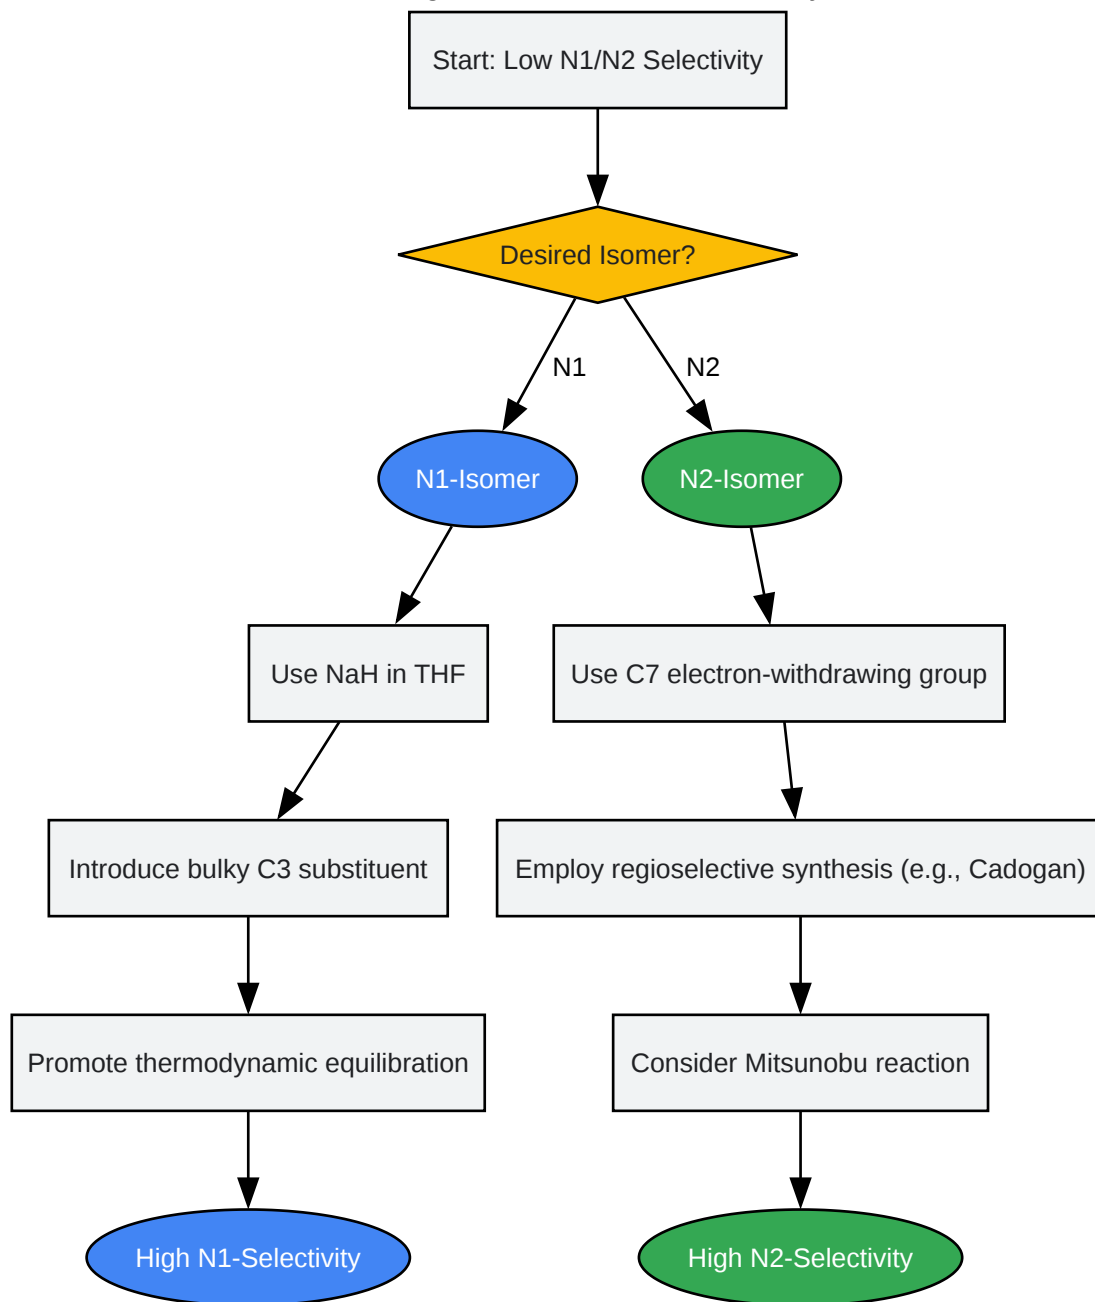 Start: Low N1/N2 Selectivity
Desired Isomer?
N1
N2
N1-Isomer
N2-Isomer
Use NaH in THF
Use C7 electron-withdrawing group
Introduce bulky C3 substituent
Employ regioselective synthesis (e.g., Cadogan)
Promote thermodynamic equilibration
Consider Mitsunobu reaction
High N1-Selectivity
High N2-Selectivity